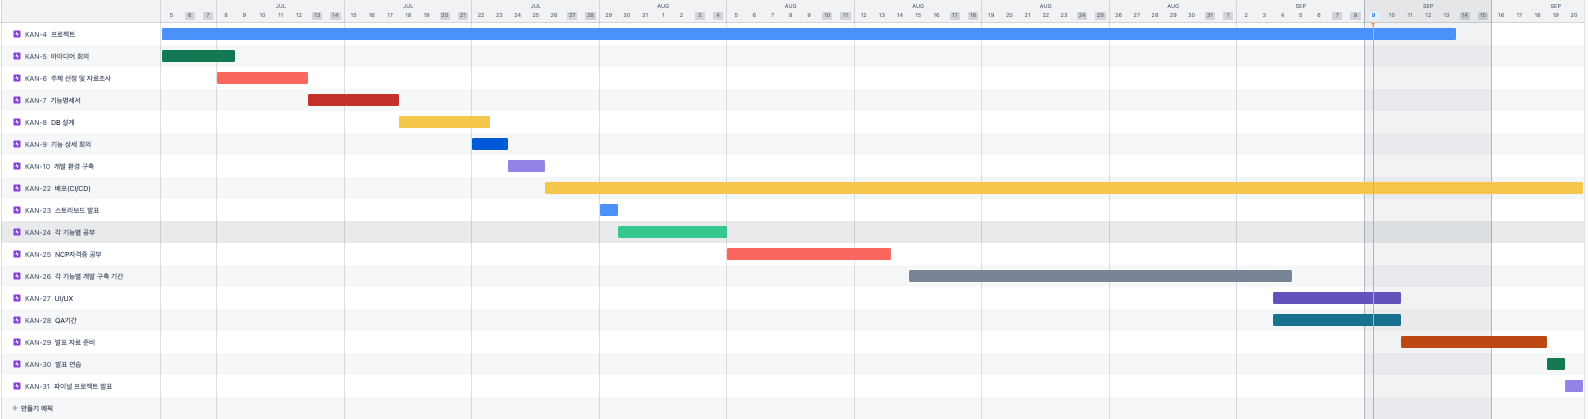 JUL JUL JUL AUG AUG AUG AUG AUG SEP SEP SEP
5 6 7 8 9 10 11 12 13 14 15 16 17 18 19 20 21 22 23 24 25 26 27 28 29 30 31 1 2 3 4 5 6 7 8 9 10 11 12 13 14 15 16 17 18 19 20 21 22 23 24 25 26 27 28 29 30 31 1 2 3 4 5 6 7 8 9 10 11 12 13 14 15 16 17 18 19 20
KAN-4 프로젝트
KAN-5 아이디어 회의
KAN-6 주제 선정 및 자료조사
KAN-7 기능명세서
KAN-8 DB 설계
KAN-9 기능 상세 회의
KAN-10 개발 환경 구축
KAN-22 배포(CI/CD)
KAN-23 스토리보드 발표
KAN-24 각 기능별 공부
KAN-25 NCP자격증 공부
KAN-26 각 기능별 개발 구축 기간
KAN-27 UI/UX
KAN-28 QA기간
KAN-29 발표 자료 준비
KAN-30 발표 연습
KAN-31 파이널 프로젝트 발표
+ 만들기 에픽